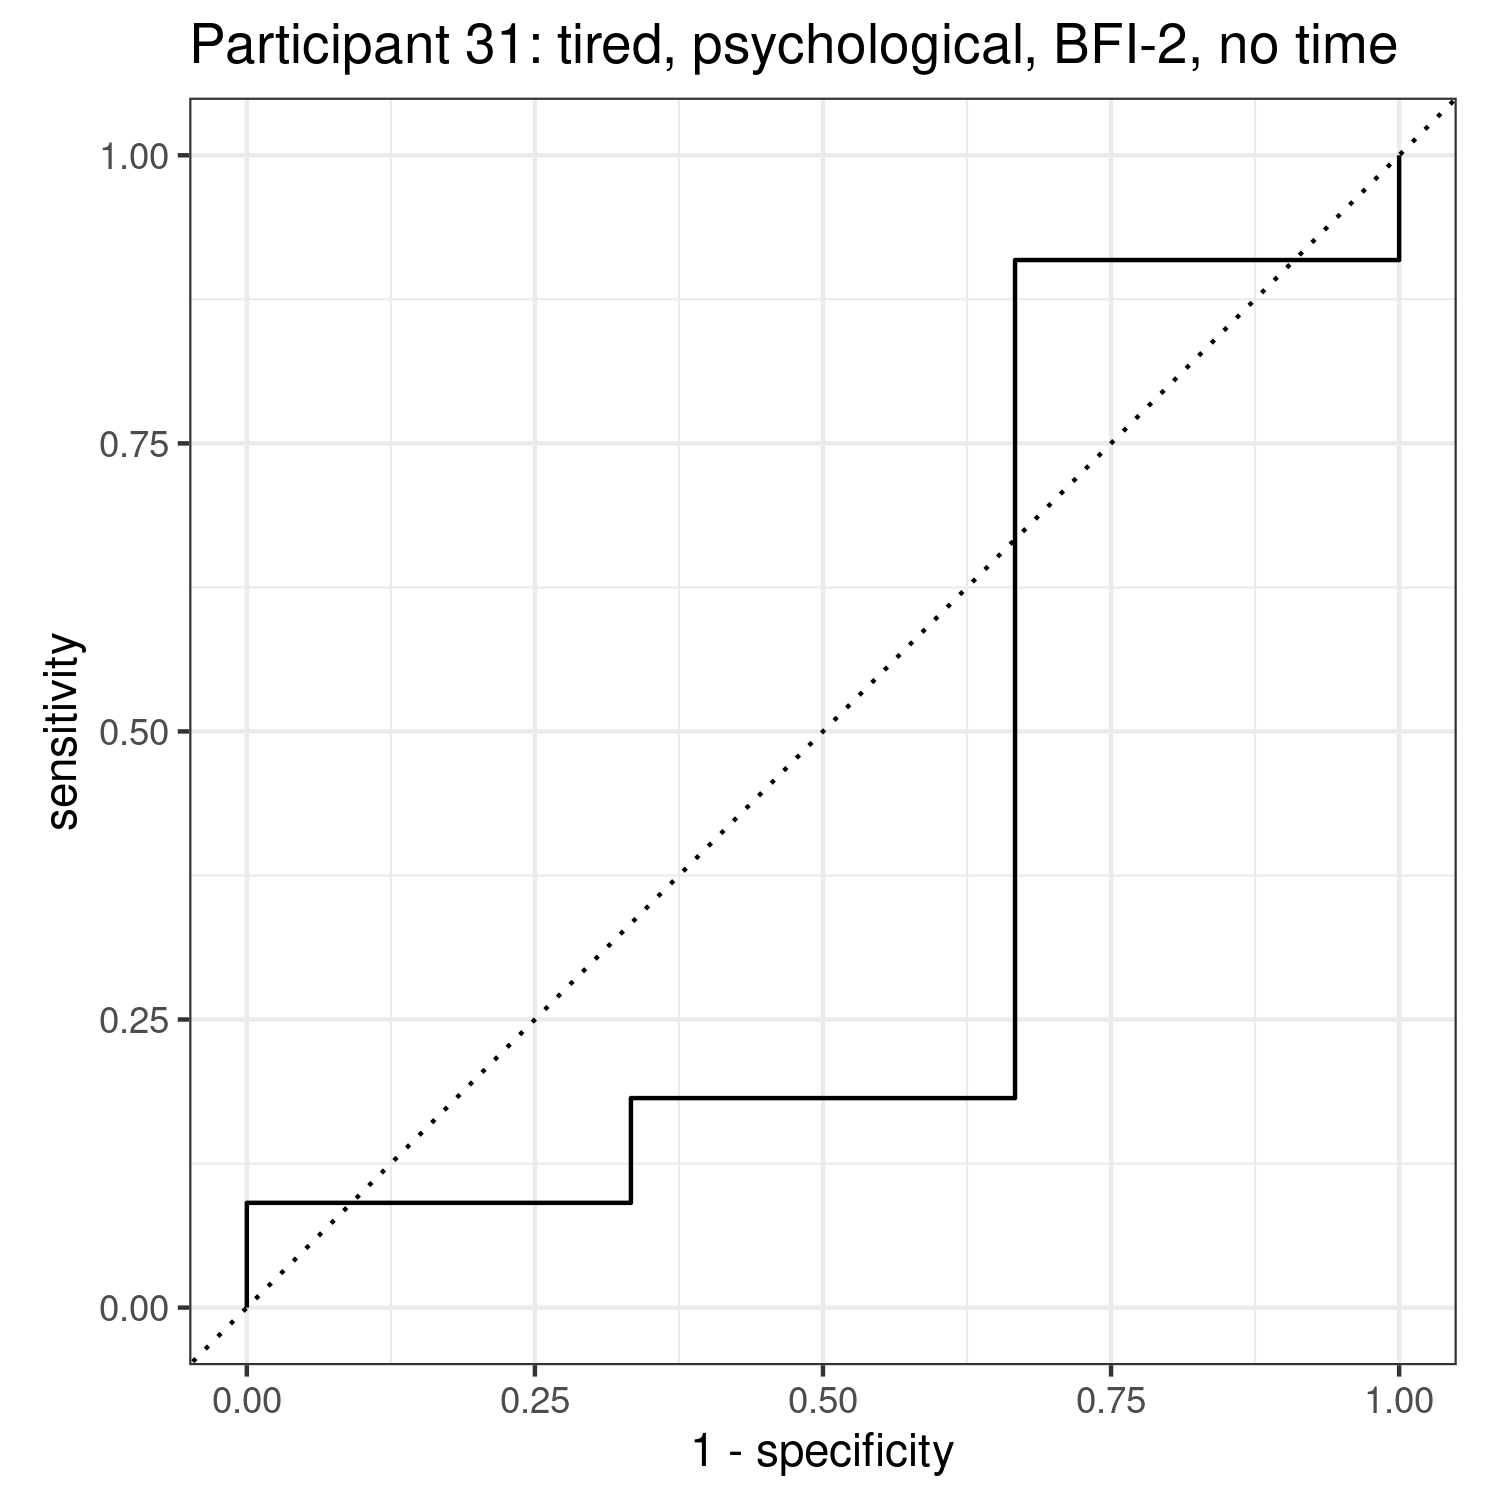 Participant 31: tired, psychological, BFI-2, no time
1.00
0.75
0.50
0.25
0.00
sensitivity
0.00 0.25 0.50 0.75 1.00
1 - specificity